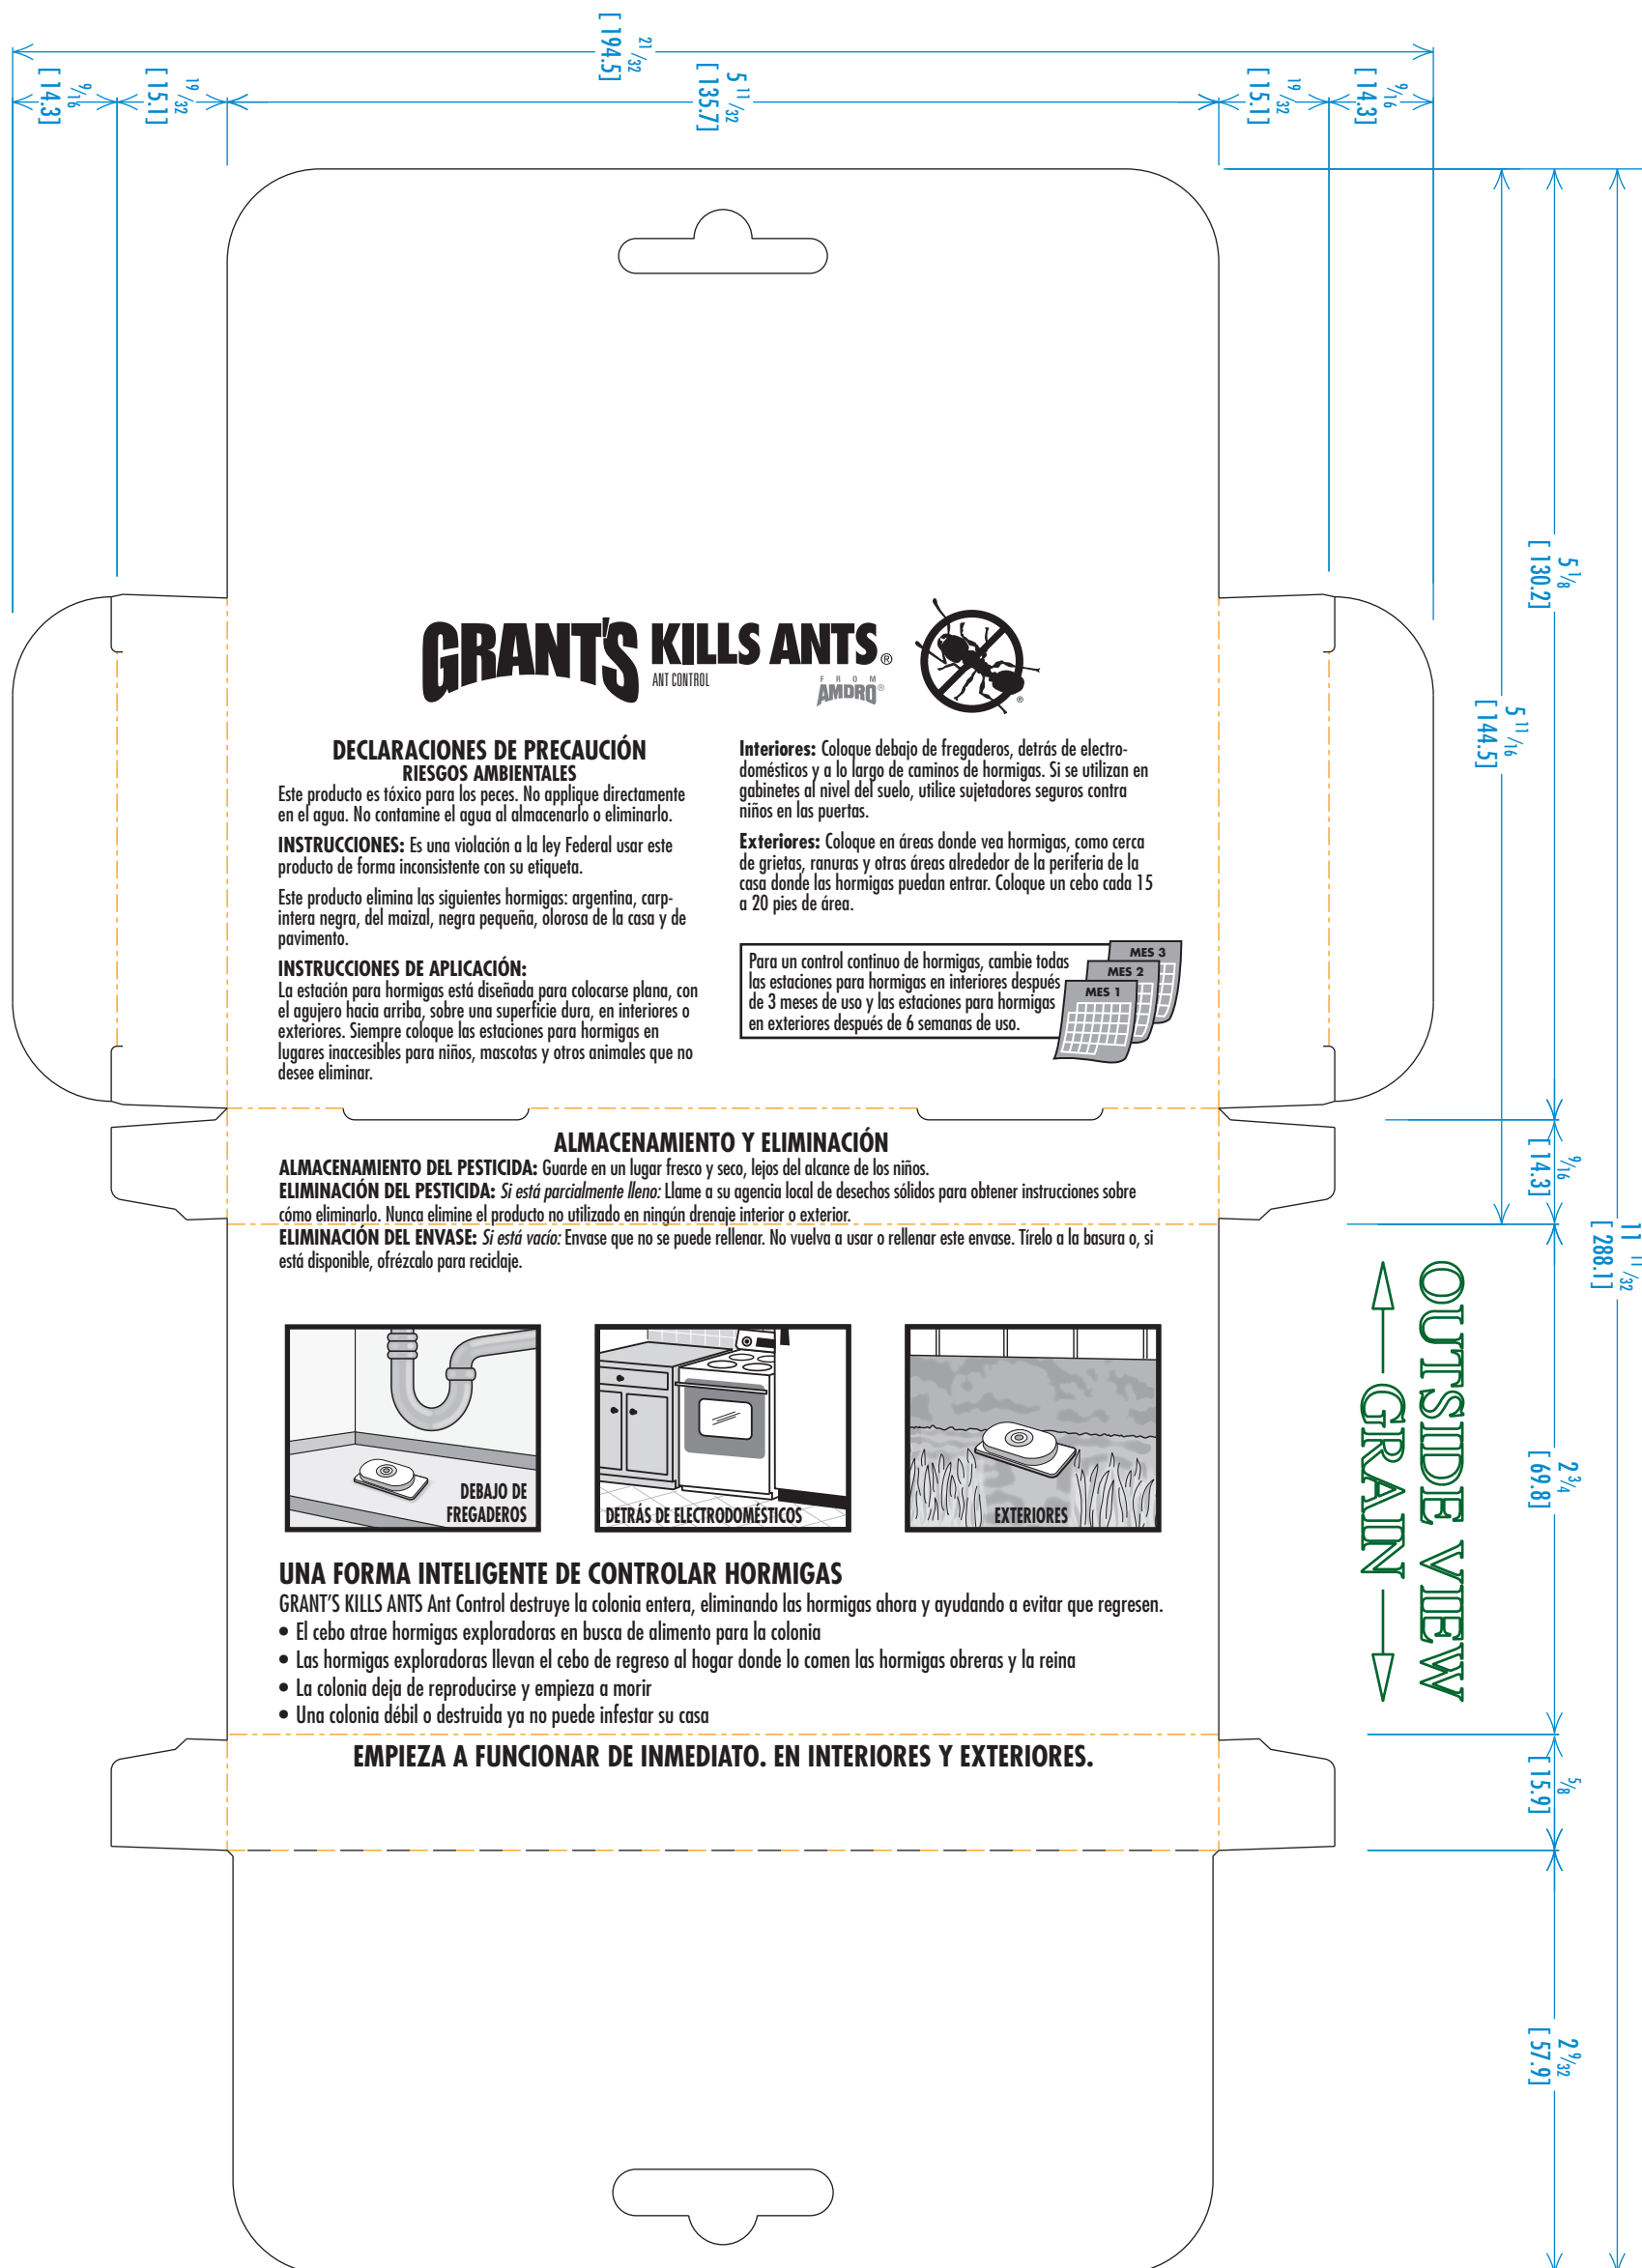 21/32
[ 194.5]
9/16
[ 14.3]
19/32
[ 15.1]
5 11/32
[ 135.7]
19/32
[ 15.1]
9/16
[ 14.3]
GRANT'S KILLS ANTS®
ANT CONTROL
FROM
AMDRO®
®
DECLARACIONES DE PRECAUCIÓN
RIESGOS AMBIENTALES
Este producto es tóxico para los peces. No applique directamente
en el agua. No contamine el agua al almacenarlo o eliminarlo.
INSTRUCCIONES: Es una violación a la ley Federal usar este
producto de forma inconsistente con su etiqueta.
Este producto elimina las siguientes hormigas: argentina, carp-
intera negra, del maizal, negra pequeña, olorosa de la casa y de
pavimento.
INSTRUCCIONES DE APLICACIÓN:
La estación para hormigas está diseñada para colocarse plana, con
el agujero hacia arriba, sobre una superficie dura, en interiores o
exteriores. Siempre coloque las estaciones para hormigas en
lugares inaccesibles para niños, mascotas y otros animales que no
desee eliminar.
Interiores: Coloque debajo de fregaderos, detrás de electro-
domésticos y a lo largo de caminos de hormigas. Si se utilizan en
gabinetes al nivel del suelo, utilice sujetadores seguros contra
niños en las puertas.
Exteriores: Coloque en áreas donde vea hormigas, como cerca
de grietas, ranuras y otras áreas alrededor de la periferia de la
casa donde las hormigas puedan entrar. Coloque un cebo cada 15
a 20 pies de área.
Para un control continuo de hormigas, cambie todas
las estaciones para hormigas en interiores después
de 3 meses de uso y las estaciones para hormigas
en exteriores después de 6 semanas de uso.
MES 3
MES 2
MES 1
ALMACENAMIENTO Y ELIMINACIÓN
ALMACENAMIENTO DEL PESTICIDA: Guarde en un lugar fresco y seco, lejos del alcance de los niños.
ELIMINACIÓN DEL PESTICIDA: Si está parcialmente lleno: Llame a su agencia local de desechos sólidos para obtener instrucciones sobre
cómo eliminarlo. Nunca elimine el producto no utilizado en ningún drenaje interior o exterior.
ELIMINACIÓN DEL ENVASE: Si está vacío: Envase que no se puede rellenar. No vuelva a usar o rellenar este envase. Tírelo a la basura o, si
está disponible, ofrézcalo para reciclaje.
DEBAJO DE
FREGADEROS
DETRÁS DE ELECTRODOMÉSTICOS
EXTERIORES
UNA FORMA INTELIGENTE DE CONTROLAR HORMIGAS
GRANT'S KILLS ANTS Ant Control destruye la colonia entera, eliminando las hormigas ahora y ayudando a evitar que regresen.
• El cebo atrae hormigas exploradoras en busca de alimento para la colonia
• Las hormigas exploradoras llevan el cebo de regreso al hogar donde lo comen las hormigas obreras y la reina
• La colonia deja de reproducirse y empieza a morir
• Una colonia débil o destruida ya no puede infestar su casa
EMPIEZA A FUNCIONAR DE INMEDIATO. EN INTERIORES Y EXTERIORES.
5 1/8
[ 130.2]
5 11/16
[ 144.5]
9/16
[ 14.3]
11 11/32
[ 288.1]
OUTSIDE VIEW
GRAIN
2 3/4
[ 69.8]
5/8
[ 15.9]
2 9/32
[ 57.9]